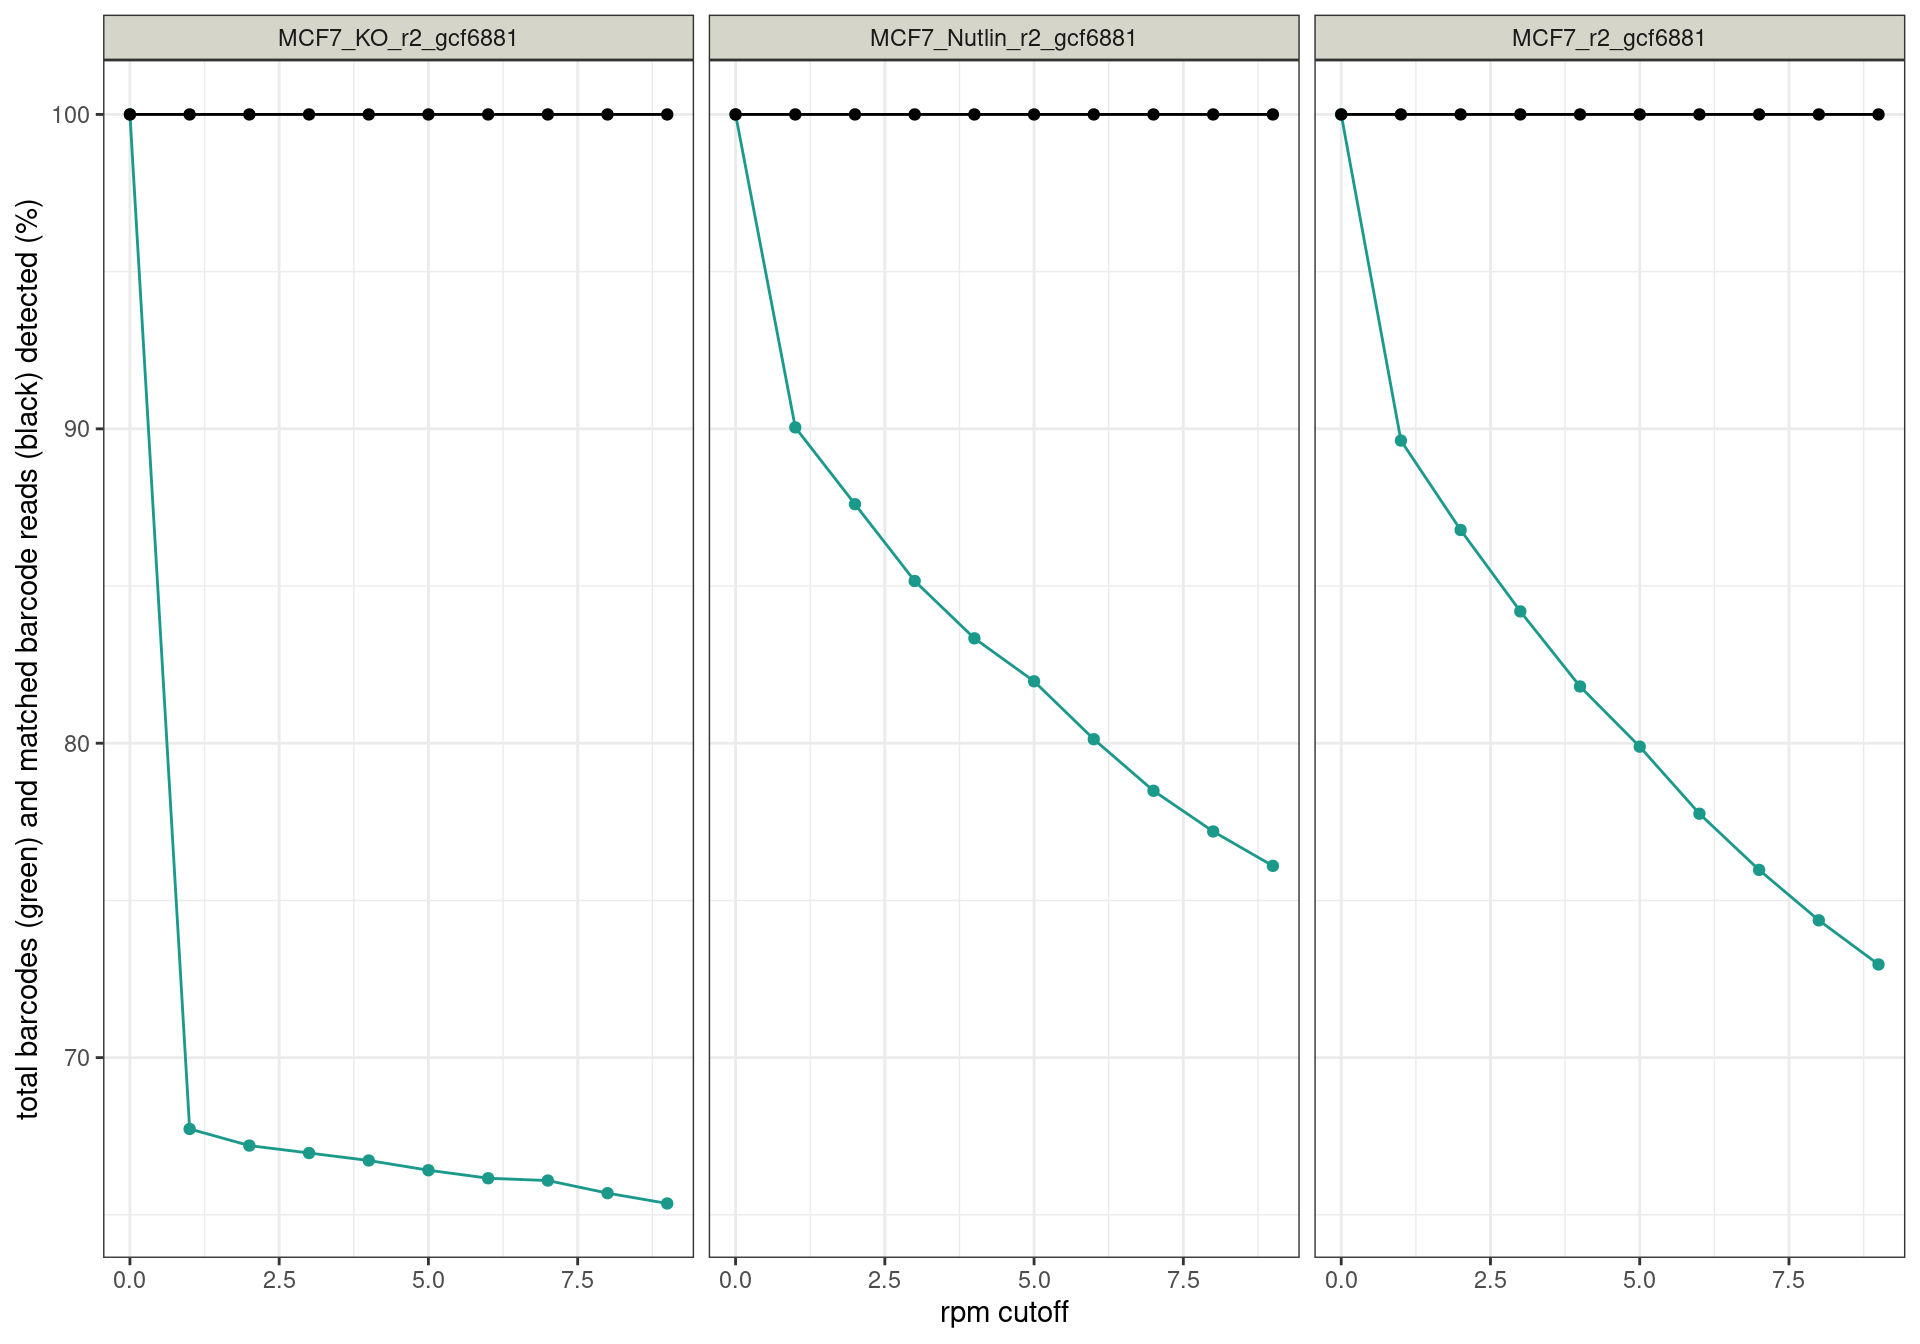 MCF7_KO_r2_gcf6881
MCF7_Nutlin_r2_gcf6881
MCF7_r2_gcf6881
total barcodes (green) and matched barcode reads (black) detected (%)
100
90
80
70
0.0 2.5 5.0 7.5
0.0 2.5 5.0 7.5
0.0 2.5 5.0 7.5
rpm cutoff